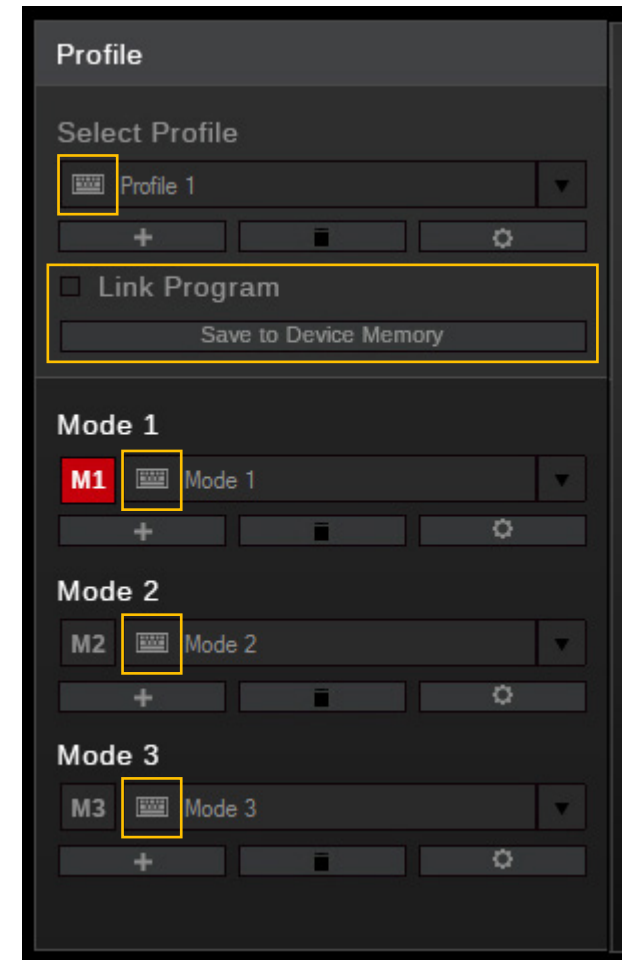 Profile
Select Profile
Profile 1
Link Program
Save to Device Memory
Mode 1
M1 Mode 1
Mode 2
M2 Mode 2
Mode 3
M3 Mode 3